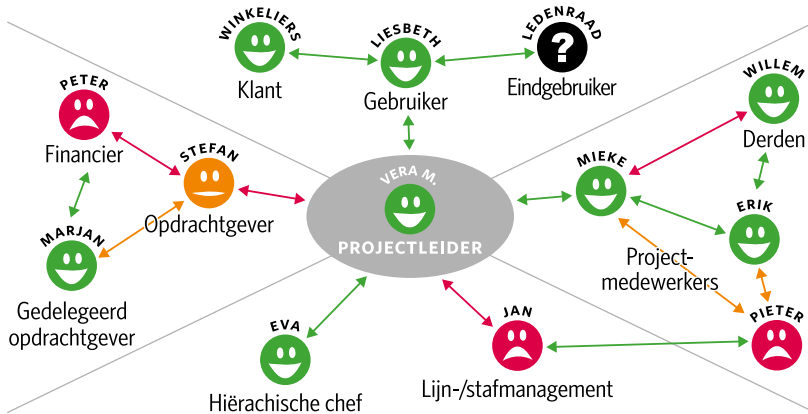 WINKELIERS
Klant
LIESBETH
Gebruiker
LEDENRAAD
?
Eindgebruiker
PETER
Financier
STEFAN
Opdrachtgever
MARJAN
Gedelegeerd
opdrachtgever
VERA M.
PROJECTLEIDER
WILLEM
Derden
MIEKE
ERIK
Project-
medewerkers
PIETER
EVA
Hiërachische chef
JAN
Lijn-/stafmanagement